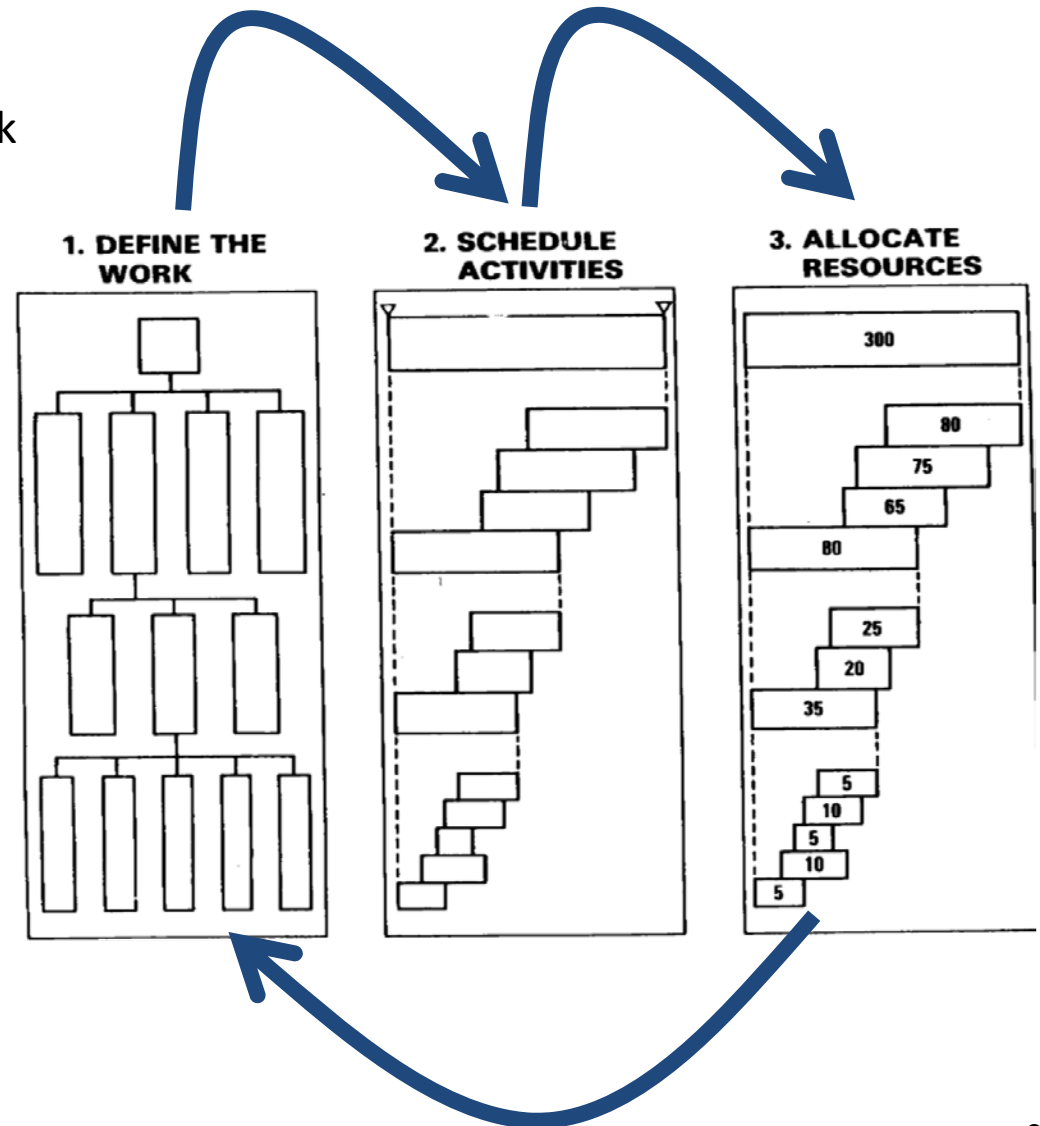 k
1. DEFINE THE
WORK
2. SCHEDULE
ACTIVITIES
3. ALLOCATE
RESOURCES
300
80
75
65
80
25
20
35
5
10
5
10
5